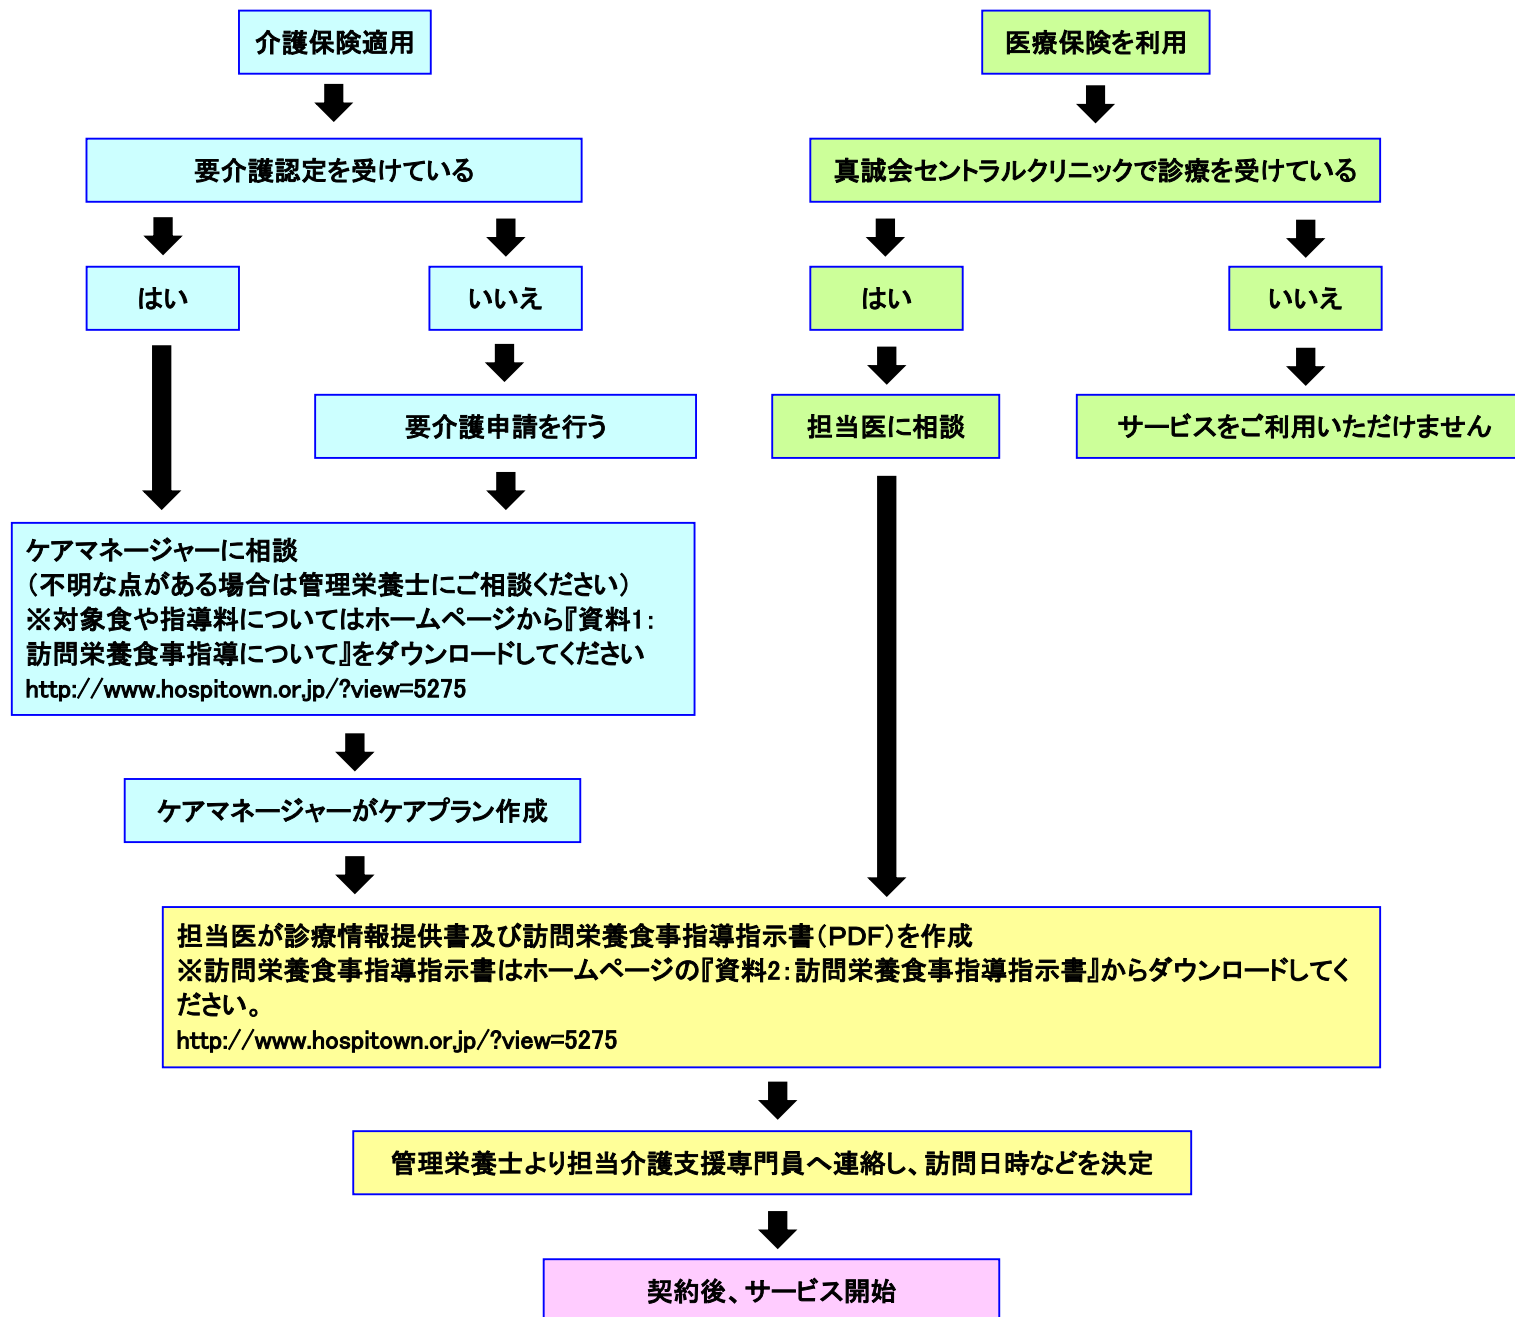 介護保険適用
医療保険を利用
要介護認定を受けている
真誠会セントラルクリニックで診療を受けている
はい
いいえ
はい
いいえ
要介護申請を行う
担当医に相談
サービスをご利用いただけません
ケアマネージャーに相談
（不明な点がある場合は管理栄養士にご相談ください）
※対象食や指導料についてはホームページから『資料1：
訪問栄養食事指導について』をダウンロードしてください
http://www.hospitown.or.jp/?view=5275
ケアマネージャーがケアプラン作成
担当医が診療情報提供書及び訪問栄養食事指導指示書（PDF）を作成
※訪問栄養食事指導指示書はホームページの『資料2：訪問栄養食事指導指示書』からダウンロードしてく
ださい。
http://www.hospitown.or.jp/?view=5275
管理栄養士より担当介護支援専門員へ連絡し、訪問日時などを決定
契約後、サービス開始